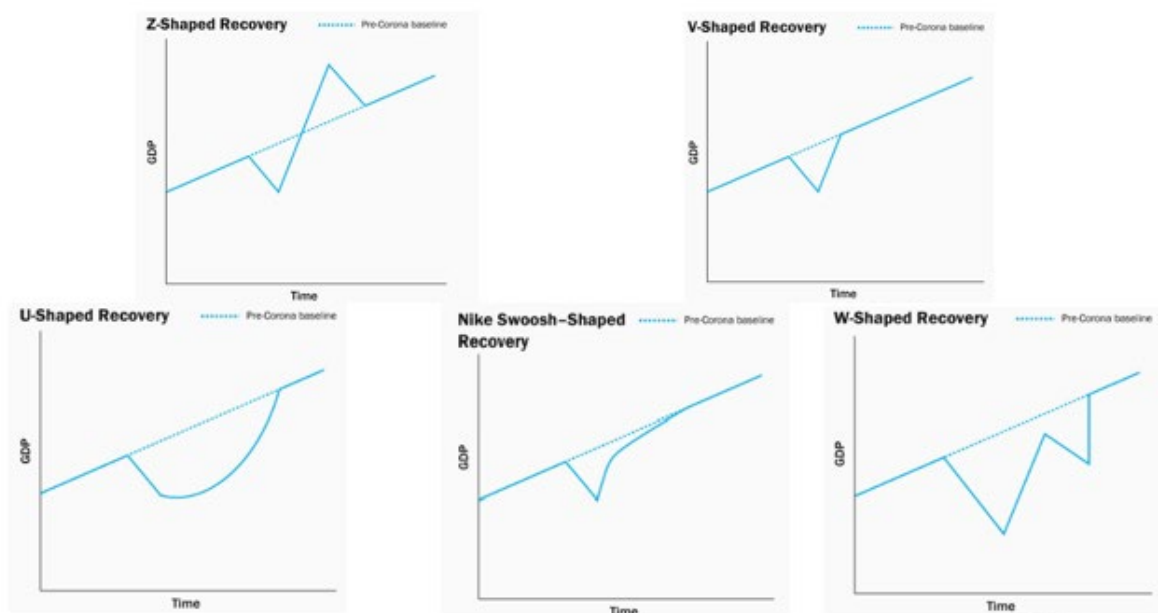 Z-Shaped Recovery
Pre-Corona baseline
GDP
Time
V-Shaped Recovery
Pre-Corona baseline
GDP
Time
U-Shaped Recovery
Pre-Corona baseline
GDP
Time
Nike Swoosh–Shaped
Recovery
Pre-Corona baseline
GDP
Time
W-Shaped Recovery
Pre-Corona baseline
GDP
Time